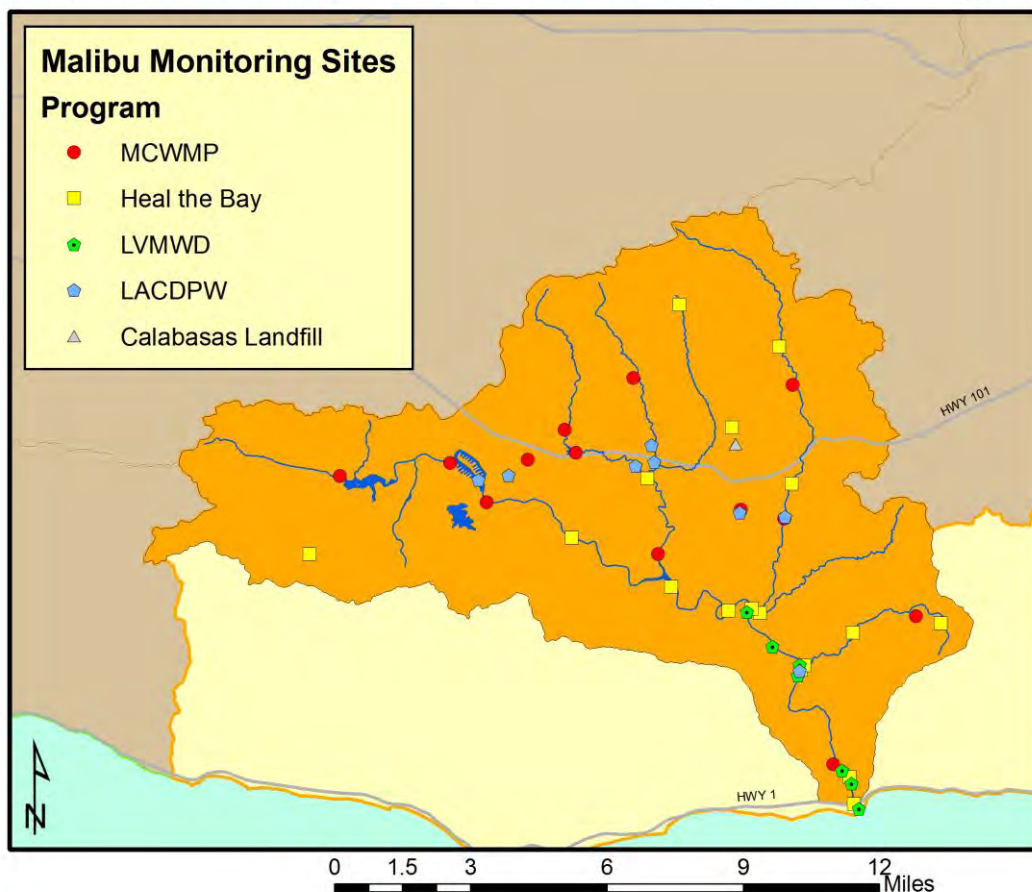 Malibu Monitoring Sites
Program
MCWMP
Heal the Bay
LVMWD
LACDPW
Calabasas Landfill
HWY 101
HWY 1
N
0 1.5 3 6 9 12
Miles